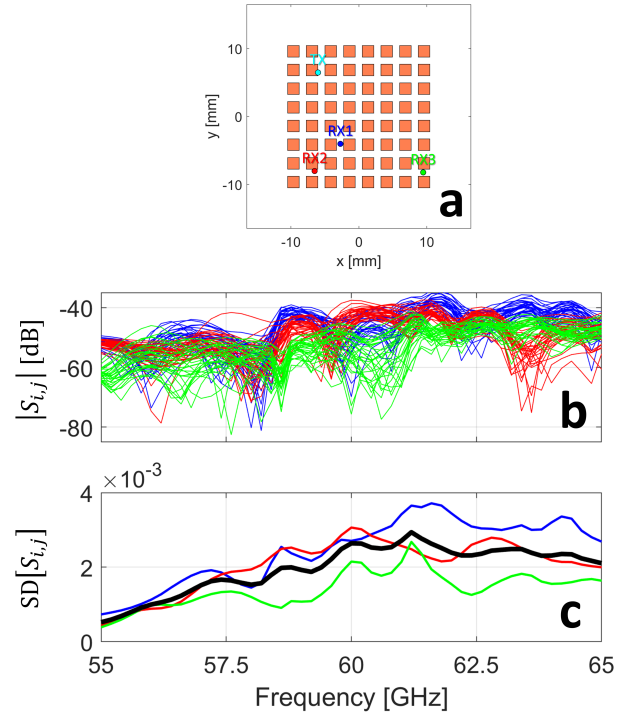 10
TX
y [mm]
0
RX1
RX2
RX3
-10
a
-10
0
10
x [mm]
-40
|S_{i,j}| [dB]
-60
-80
b
×10^{-3}
4
SD[S_{i,j}]
2
0
c
55
57.5
60
62.5
65
Frequency [GHz]